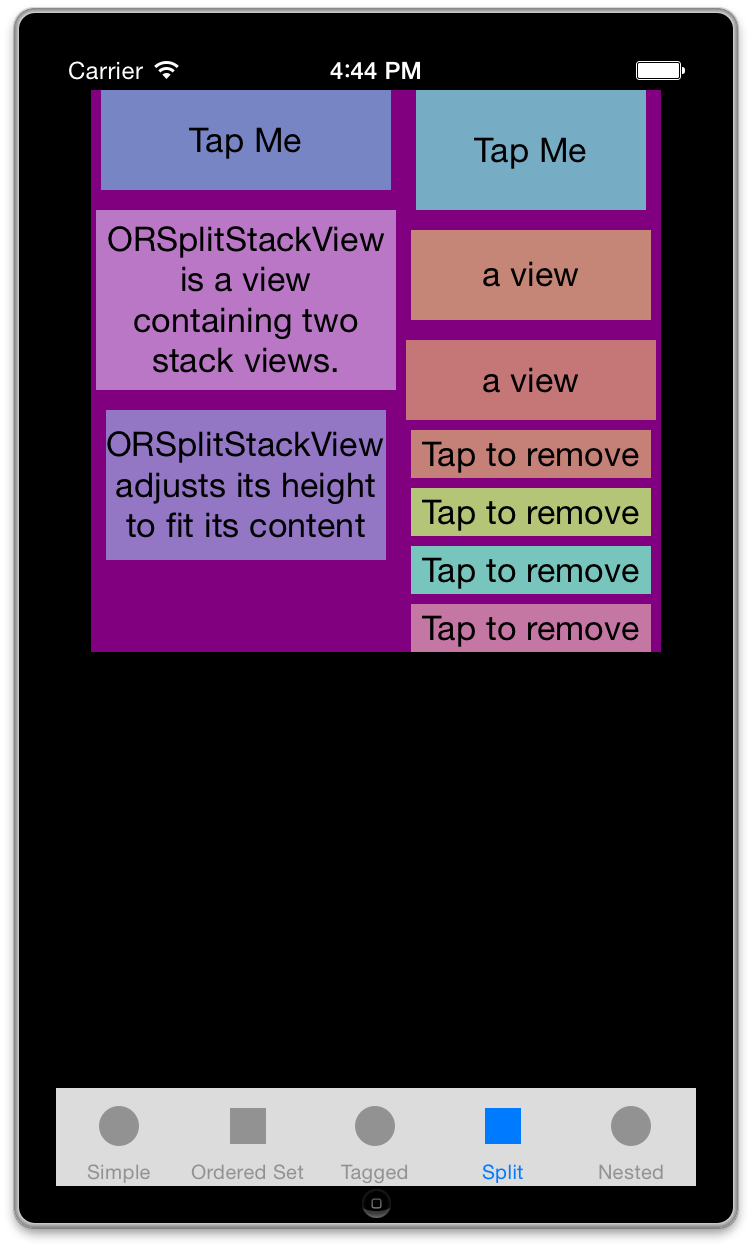 Carrier 4:44 PM
Tap Me
ORSplitStackView
is a view
containing two
stack views.
ORSplitStackView
adjusts its height
to fit its content
Tap Me
a view
a view
Tap to remove
Tap to remove
Tap to remove
Tap to remove
Simple Ordered Set Tagged Split Nested